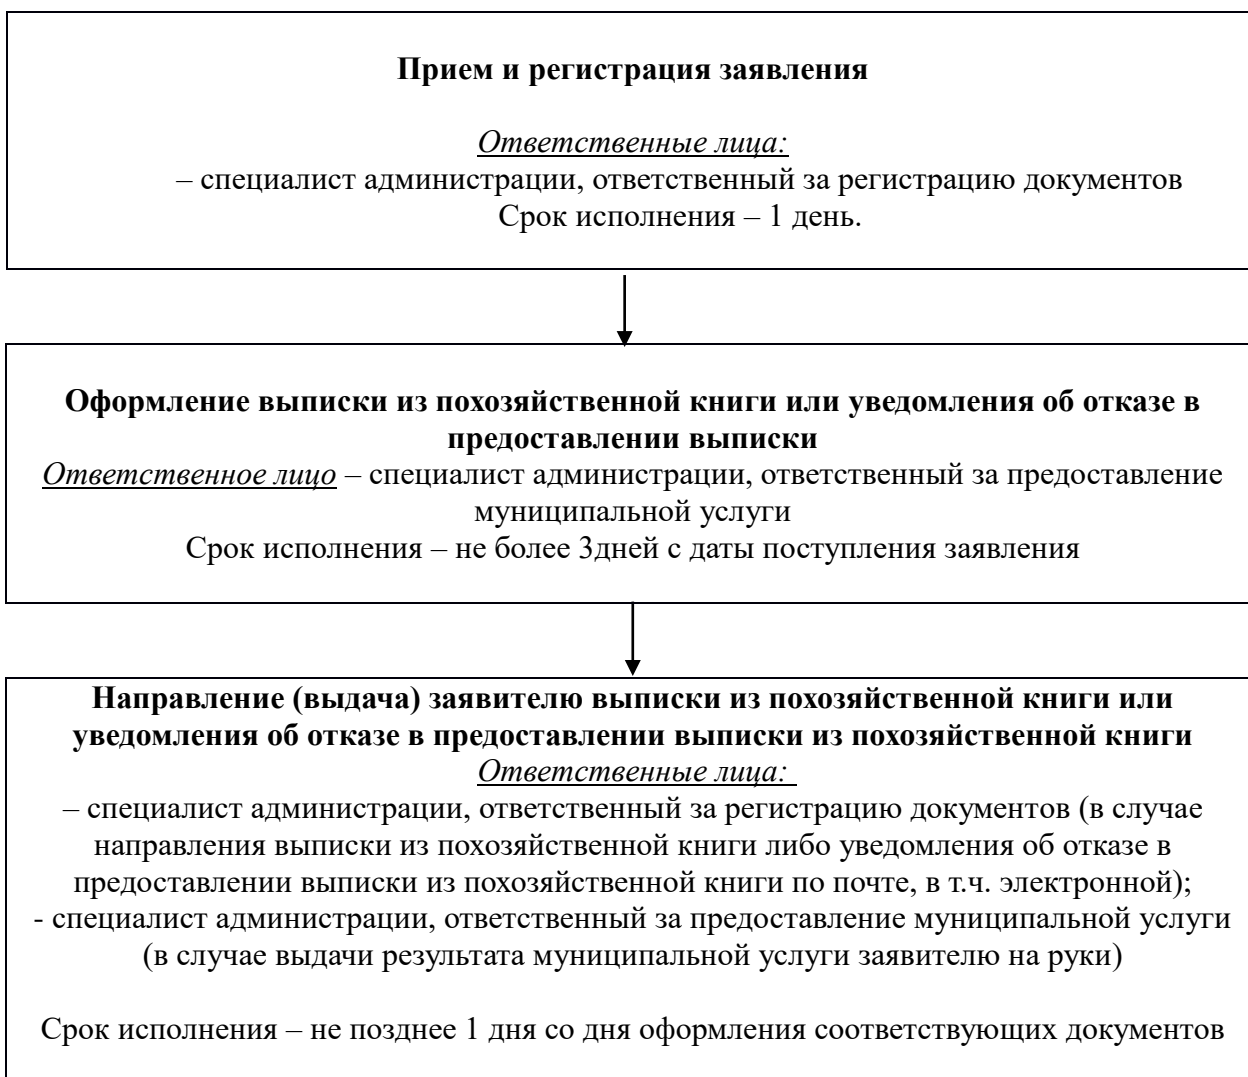 Прием и регистрация заявления
Ответственные лица:
– специалист администрации, ответственный за регистрацию документов
Срок исполнения – 1 день.
Оформление выписки из похозяйственной книги или уведомления об отказе в
предоставлении выписки
Ответственное лицо – специалист администрации, ответственный за предоставление
муниципальной услуги
Срок исполнения – не более 3дней с даты поступления заявления
Направление (выдача) заявителю выписки из похозяйственной книги или
уведомления об отказе в предоставлении выписки из похозяйственной книги
Ответственные лица:
– специалист администрации, ответственный за регистрацию документов (в случае
направления выписки из похозяйственной книги либо уведомления об отказе в
предоставлении выписки из похозяйственной книги по почте, в т.ч. электронной);
- специалист администрации, ответственный за предоставление муниципальной услуги
(в случае выдачи результата муниципальной услуги заявителю на руки)
Срок исполнения – не позднее 1 дня со дня оформления соответствующих документов